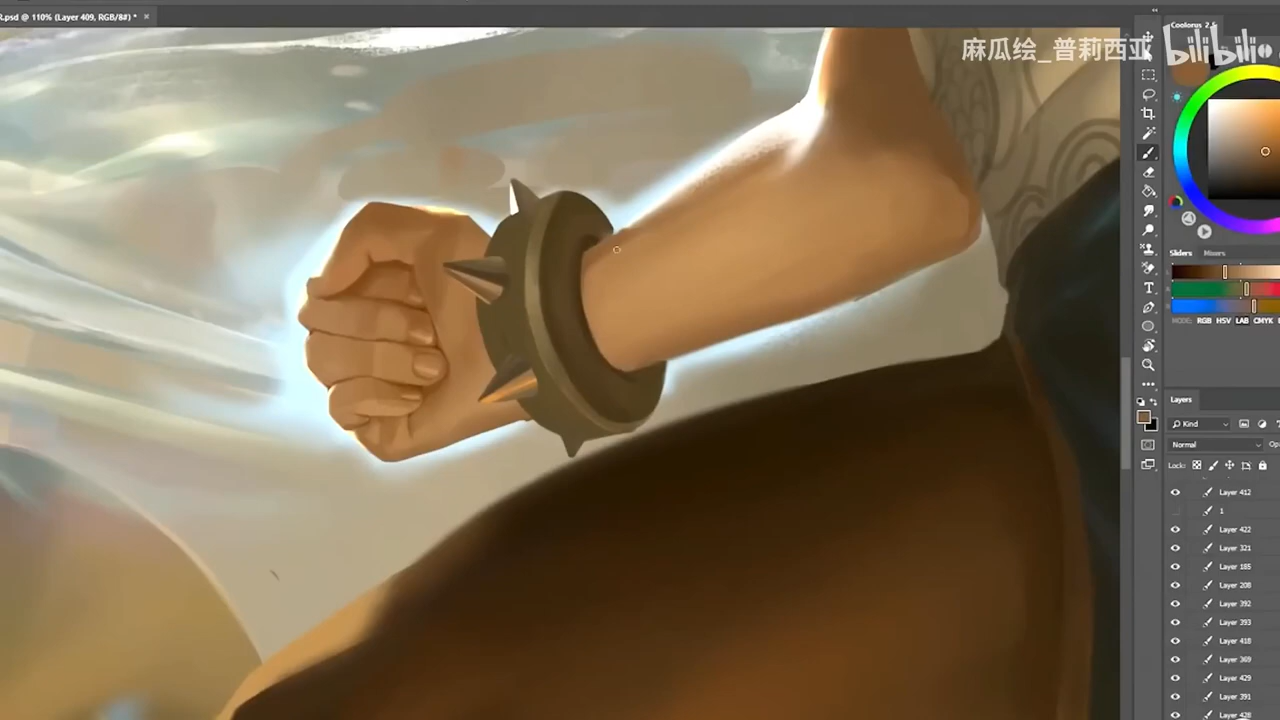 R.psd @ 110% (Layer 409, RGB/8#) *
麻瓜绘_普莉西亚 bilibili
Coolorus 2.5
Sliders Mixers
MODE: RGB HSV LAB CMYK
Layers
Kind
Normal
Lock:
Layer 412
1
Layer 422
Layer 321
Layer 185
Layer 208
Layer 392
Layer 393
Layer 418
Layer 369
Layer 429
Layer 391
Layer 428